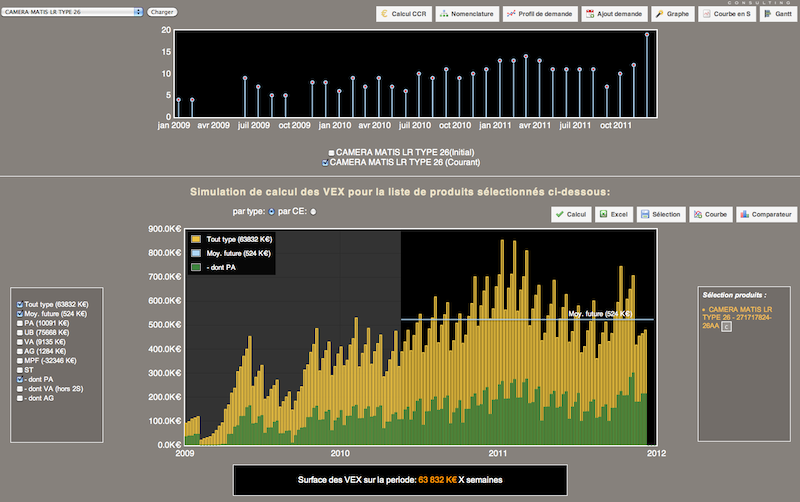 CONSULTING
CAMERA MATIS LR TYPE 26
Charger
Calcul CCR
Nomenclature
Profil de demande
Ajout demande
Graphe
Courbe en S
Gantt
20
15
10
5
0
jan 2009 avr 2009 juil 2009 oct 2009 jan 2010 avr 2010 juil 2010 oct 2010 jan 2011 avr 2011 juil 2011 oct 2011
CAMERA MATIS LR TYPE 26(Initial)
CAMERA MATIS LR TYPE 26 (Courant)
Simulation de calcul des VEX pour la liste de produits sélectionnés ci-dessous:
par type: par CE:
Calcul
Excel
Sélection
Courbe
Comparateur
900.0K€
800.0K€
700.0K€
600.0K€
500.0K€
400.0K€
300.0K€
200.0K€
100.0K€
0.0K€
Tout type (63832 K€)
Moy. future (524 K€)
- dont PA
Moy. future (524 K€)
2009 2010 2011 2012
Tout type (63832 K€)
Moy. future (524 K€)
PA (10091 K€)
UB (75668 K€)
VA (9135 K€)
AG (1284 K€)
MPF (-32346 K€)
ST
- dont PA
- dont VA (hors 2S)
- dont AG
Sélection produits :
CAMERA MATIS LR
TYPE 26 - 271717824-
26AA C
Surface des VEX sur la periode: 63 832 K€ X semaines